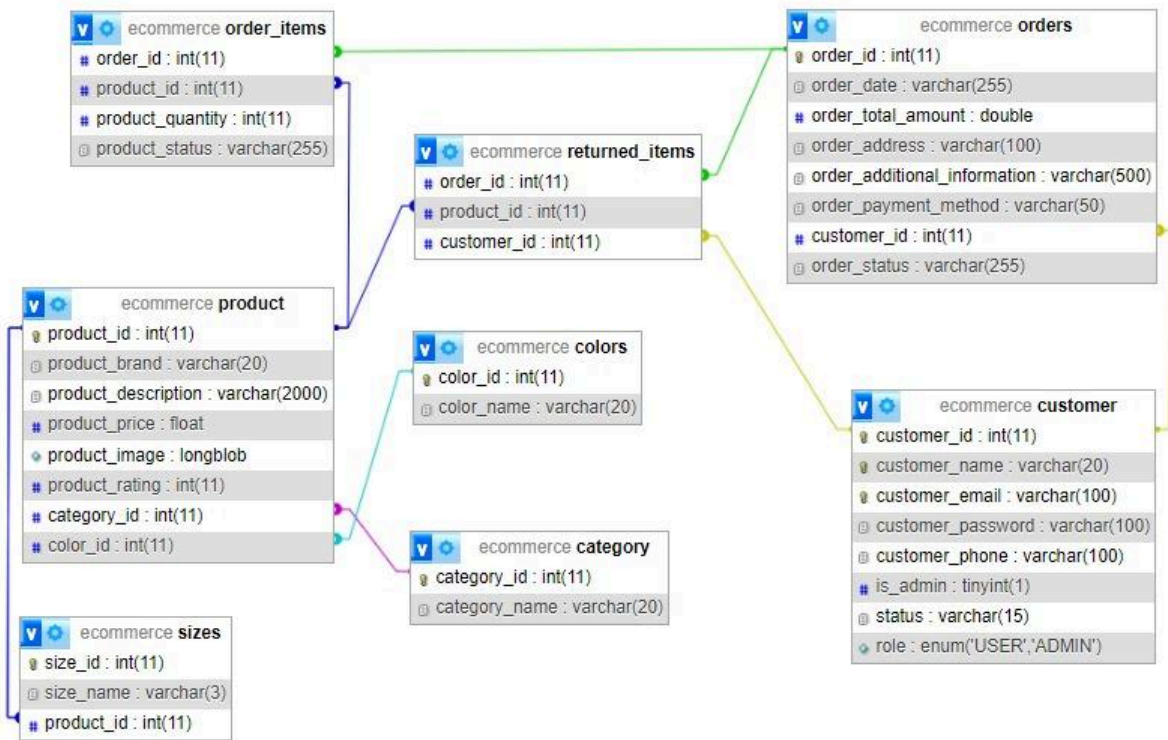 ecommerce order_items
order_id : int(11)
product_id : int(11)
product_quantity : int(11)
product_status : varchar(255)
ecommerce orders
order_id : int(11)
order_date : varchar(255)
order_total_amount : double
order_address : varchar(100)
order_additional_information : varchar(500)
order_payment_method : varchar(50)
customer_id : int(11)
order_status : varchar(255)
ecommerce returned_items
order_id : int(11)
product_id : int(11)
customer_id : int(11)
ecommerce product
product_id : int(11)
product_brand : varchar(20)
product_description : varchar(2000)
product_price : float
product_image : longblob
product_rating : int(11)
category_id : int(11)
color_id : int(11)
ecommerce colors
color_id : int(11)
color_name : varchar(20)
ecommerce customer
customer_id : int(11)
customer_name : varchar(20)
customer_email : varchar(100)
customer_password : varchar(100)
customer_phone : varchar(100)
is_admin : tinyint(1)
status : varchar(15)
role : enum('USER','ADMIN')
ecommerce category
category_id : int(11)
category_name : varchar(20)
ecommerce sizes
size_id : int(11)
size_name : varchar(3)
product_id : int(11)